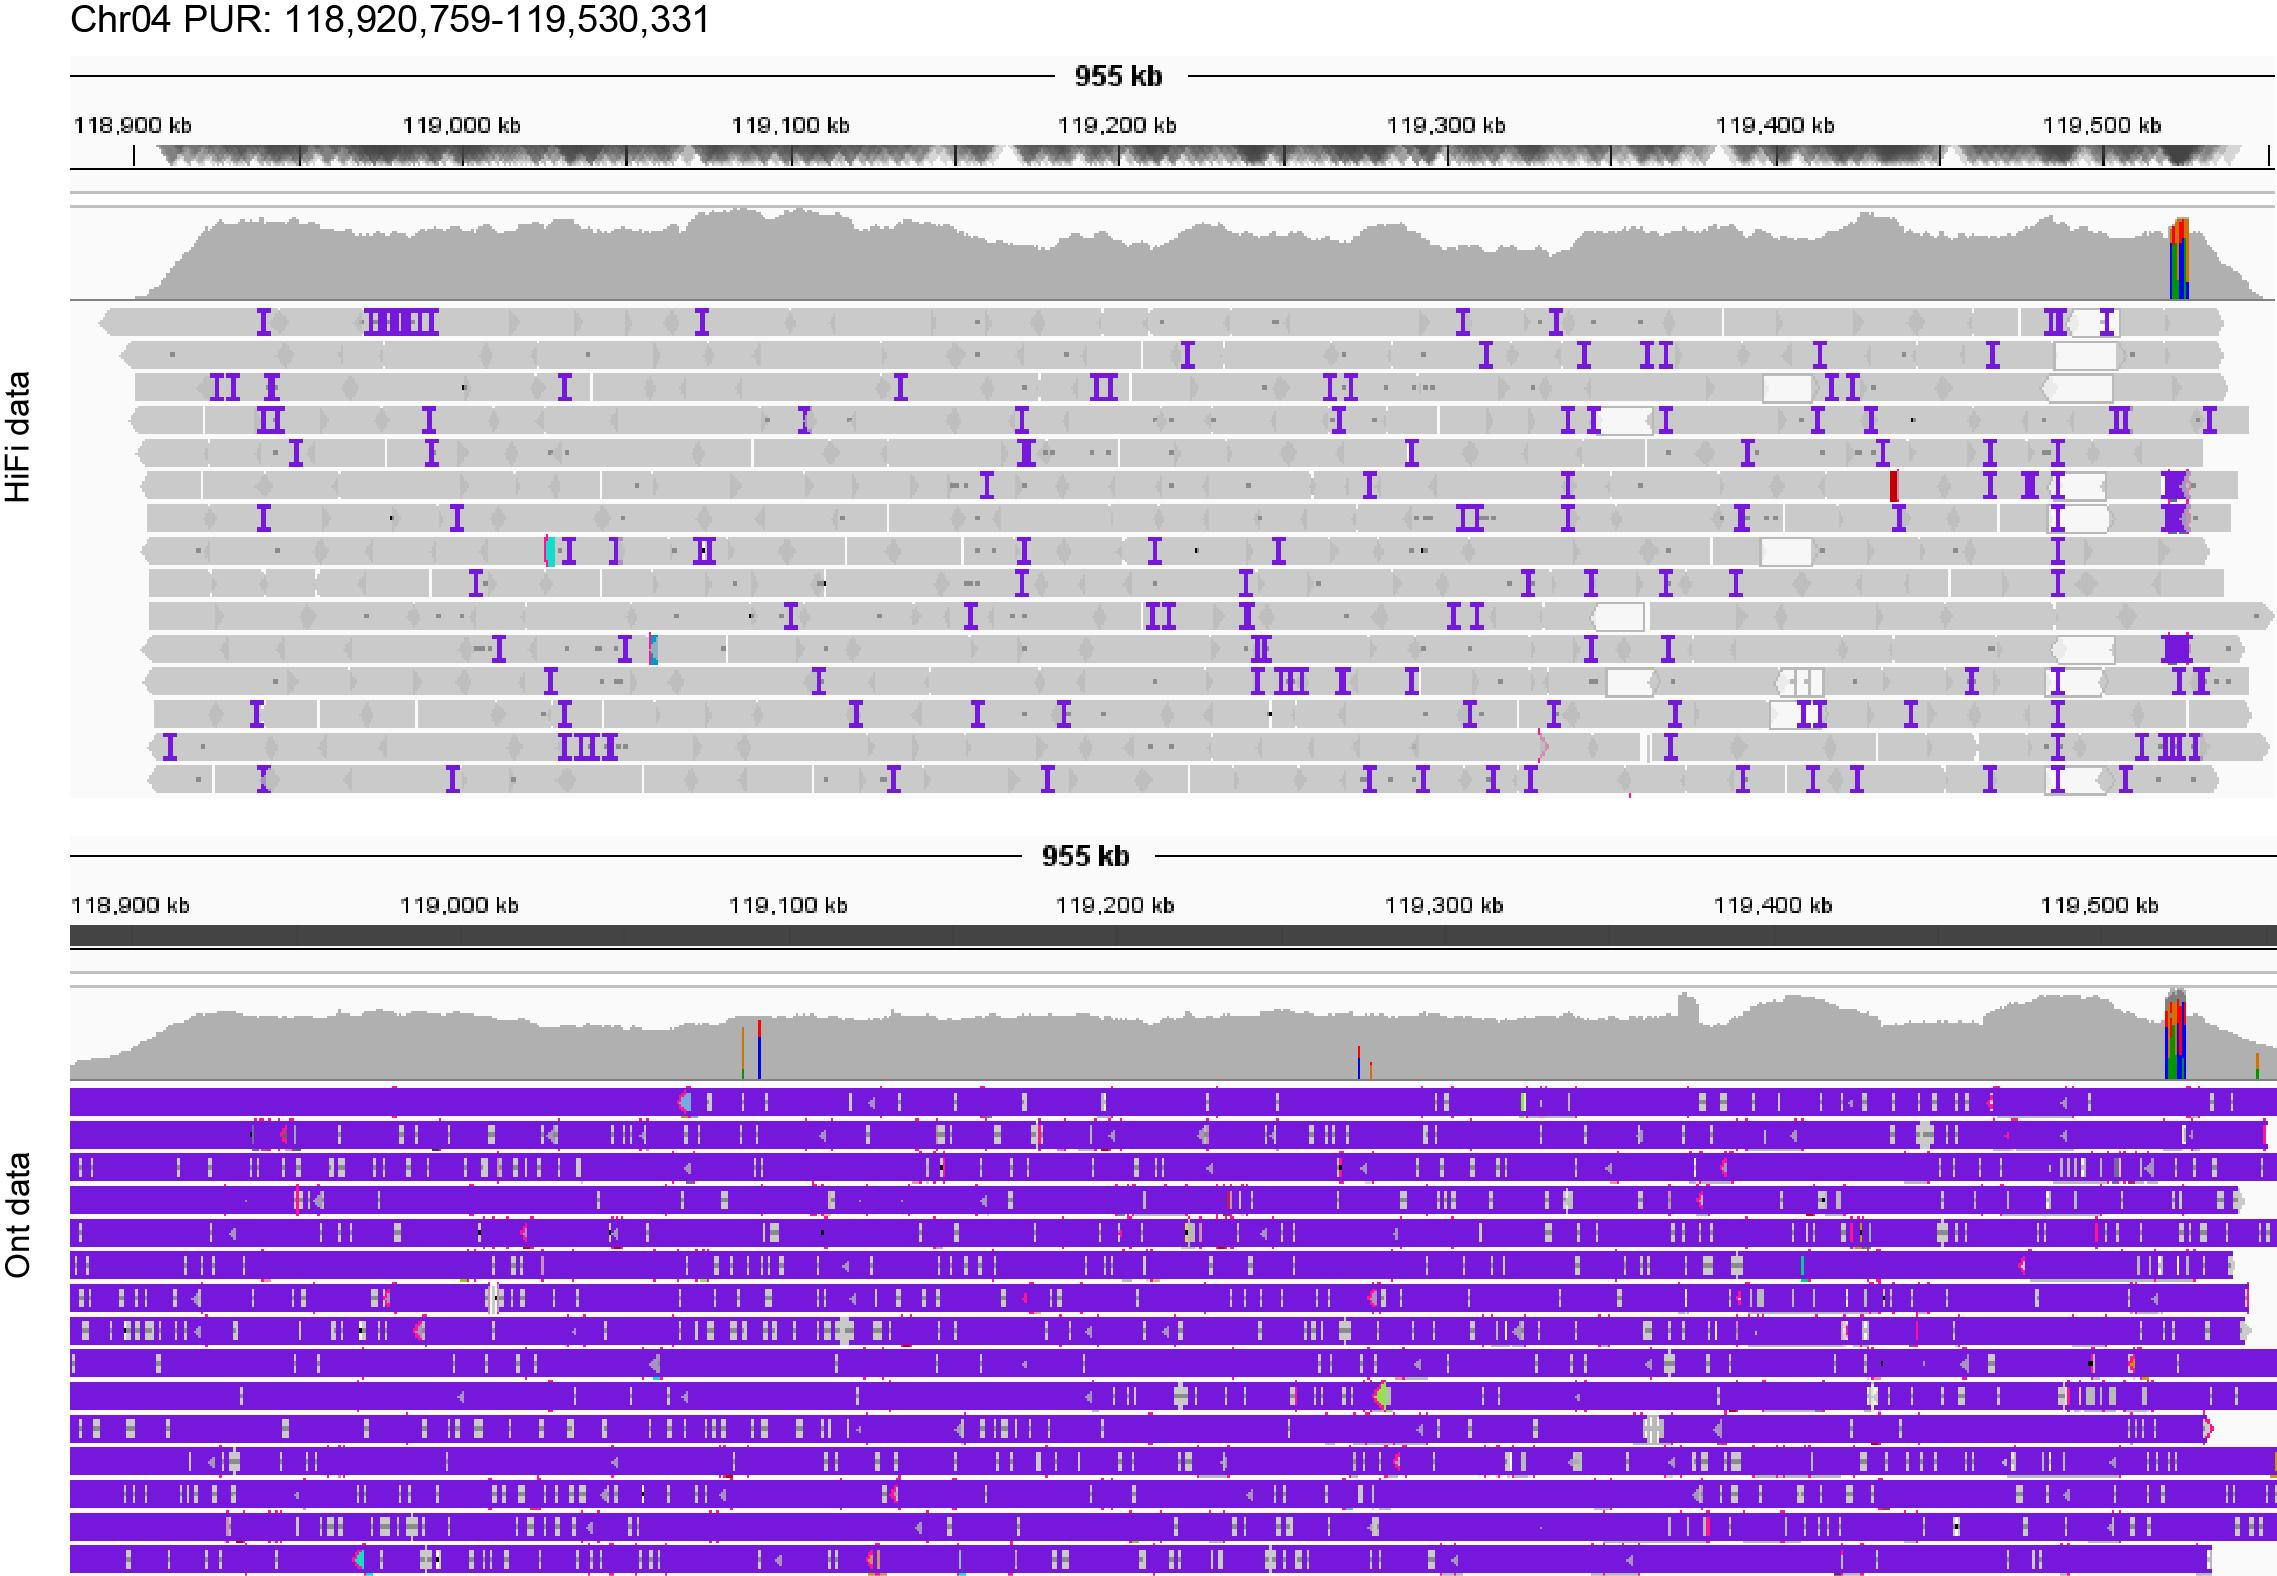 Chr04 PUR: 118,920,759-119,530,331
955 kb
118,900 kb 119,000 kb 119,100 kb 119,200 kb 119,300 kb 119,400 kb 119,500 kb
HiFi data
955 kb
118,900 kb 119,000 kb 119,100 kb 119,200 kb 119,300 kb 119,400 kb 119,500 kb
Ont data